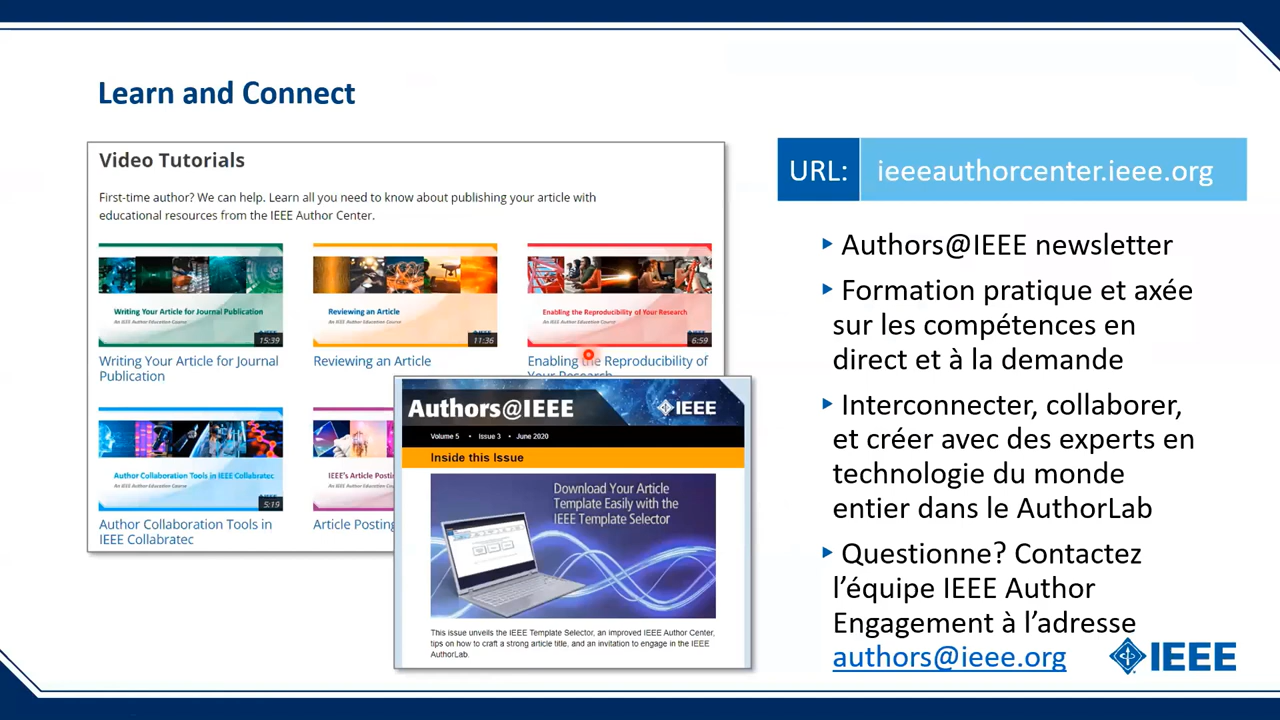 Learn and Connect
Video Tutorials
First-time author? We can help. Learn all you need to know about publishing your article with
educational resources from the IEEE Author Center.
Writing Your Article for Journal Publication
An IEEE Author Education Course
15:39
Writing Your Article for Journal
Publication
Reviewing an Article
An IEEE Author Education Course
11:36
Reviewing an Article
Enabling the Reproducibility of Your Research
An IEEE Author Education Course
6:59
Enabling the Reproducibility of
Your Research
Author Collaboration Tools in IEEE Collabratec
An IEEE Author Education Course
5:19
Author Collaboration Tools in
IEEE Collabratec
IEEE's Article Postin
An IEEE Author Educatio
Article Posting
Authors@IEEE
IEEE
Volume 5 • Issue 3 • June 2020
Inside this Issue
Download Your Article
Template Easily with the
IEEE Template Selector
This issue unveils the IEEE Template Selector, an improved IEEE Author Center,
tips on how to craft a strong article title, and an invitation to engage in the IEEE
AuthorLab.
URL: ieeeauthorcenter.ieee.org
Authors@IEEE newsletter
Formation pratique et axée
sur les compétences en
direct et à la demande
Interconnecter, collaborer,
et créer avec des experts en
technologie du monde
entier dans le AuthorLab
Questionne? Contactez
l'équipe IEEE Author
Engagement à l'adresse
authors@ieee.org
IEEE